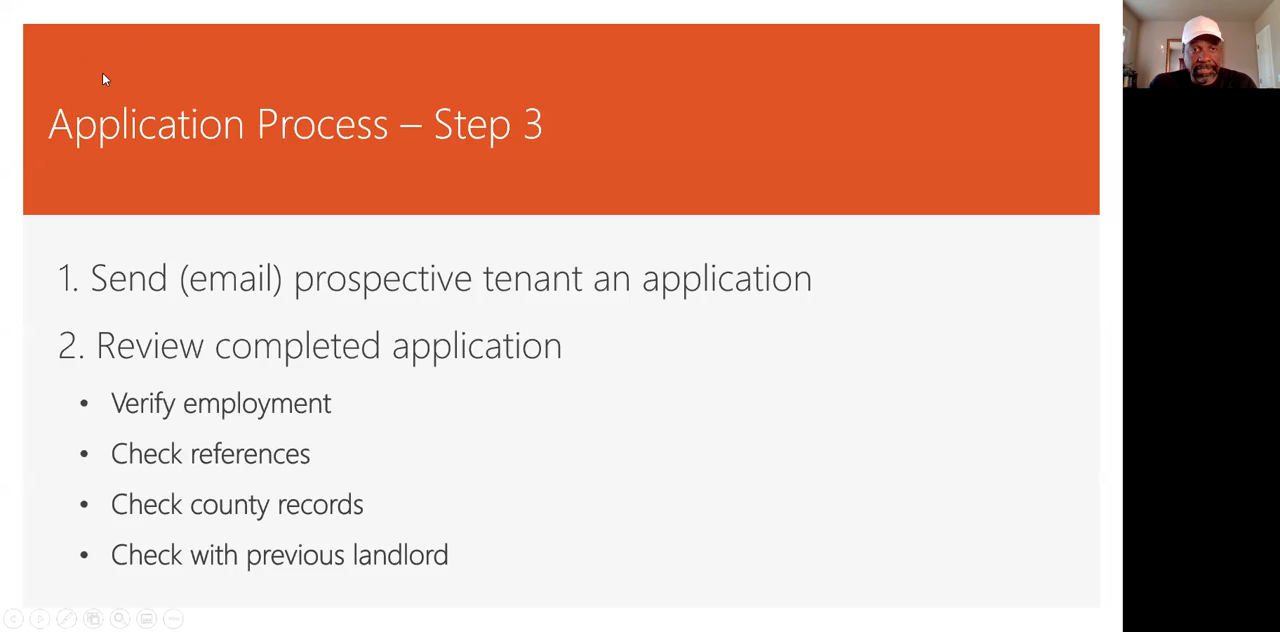 Application Process – Step 3
1. Send (email) prospective tenant an application
2. Review completed application
• Verify employment
• Check references
• Check county records
• Check with previous landlord